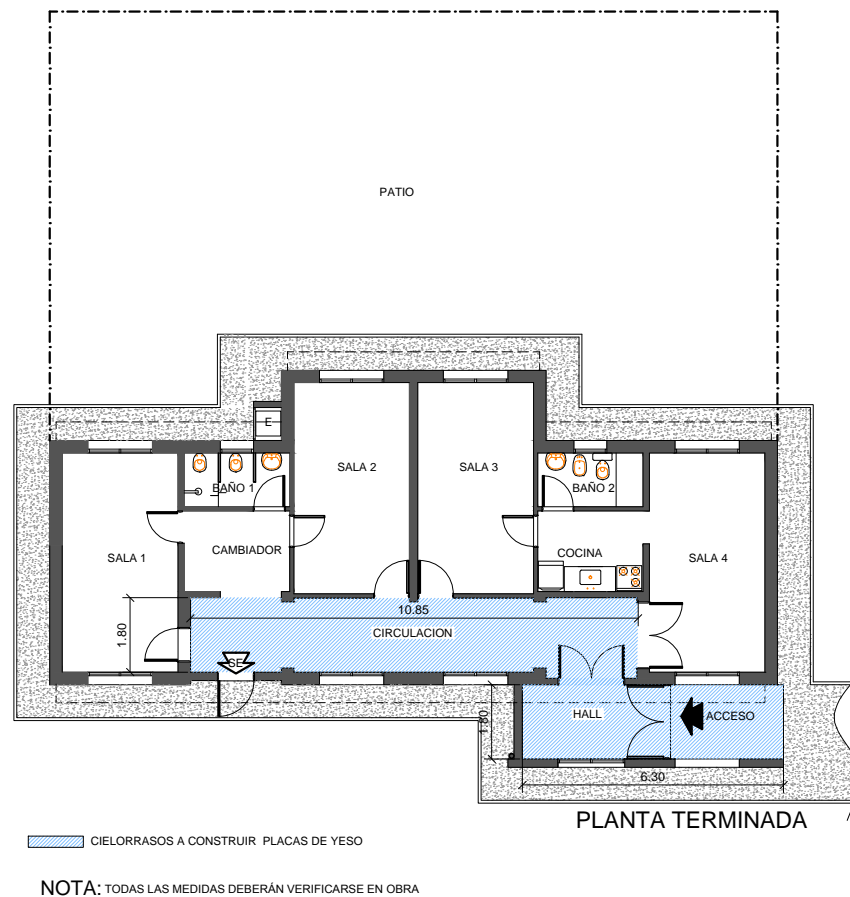 PATIO
E
SALA 2
SALA 3
BAÑO 1
BAÑO 2
SALA 1
CAMBIADOR
COCINA
SALA 4
10.85
1.80
CIRCULACION
SE
HALL
ACCESO
1.80
6.30
PLANTA TERMINADA
CIELORRASOS A CONSTRUIR PLACAS DE YESO
NOTA: TODAS LAS MEDIDAS DEBERÁN VERIFICARSE EN OBRA